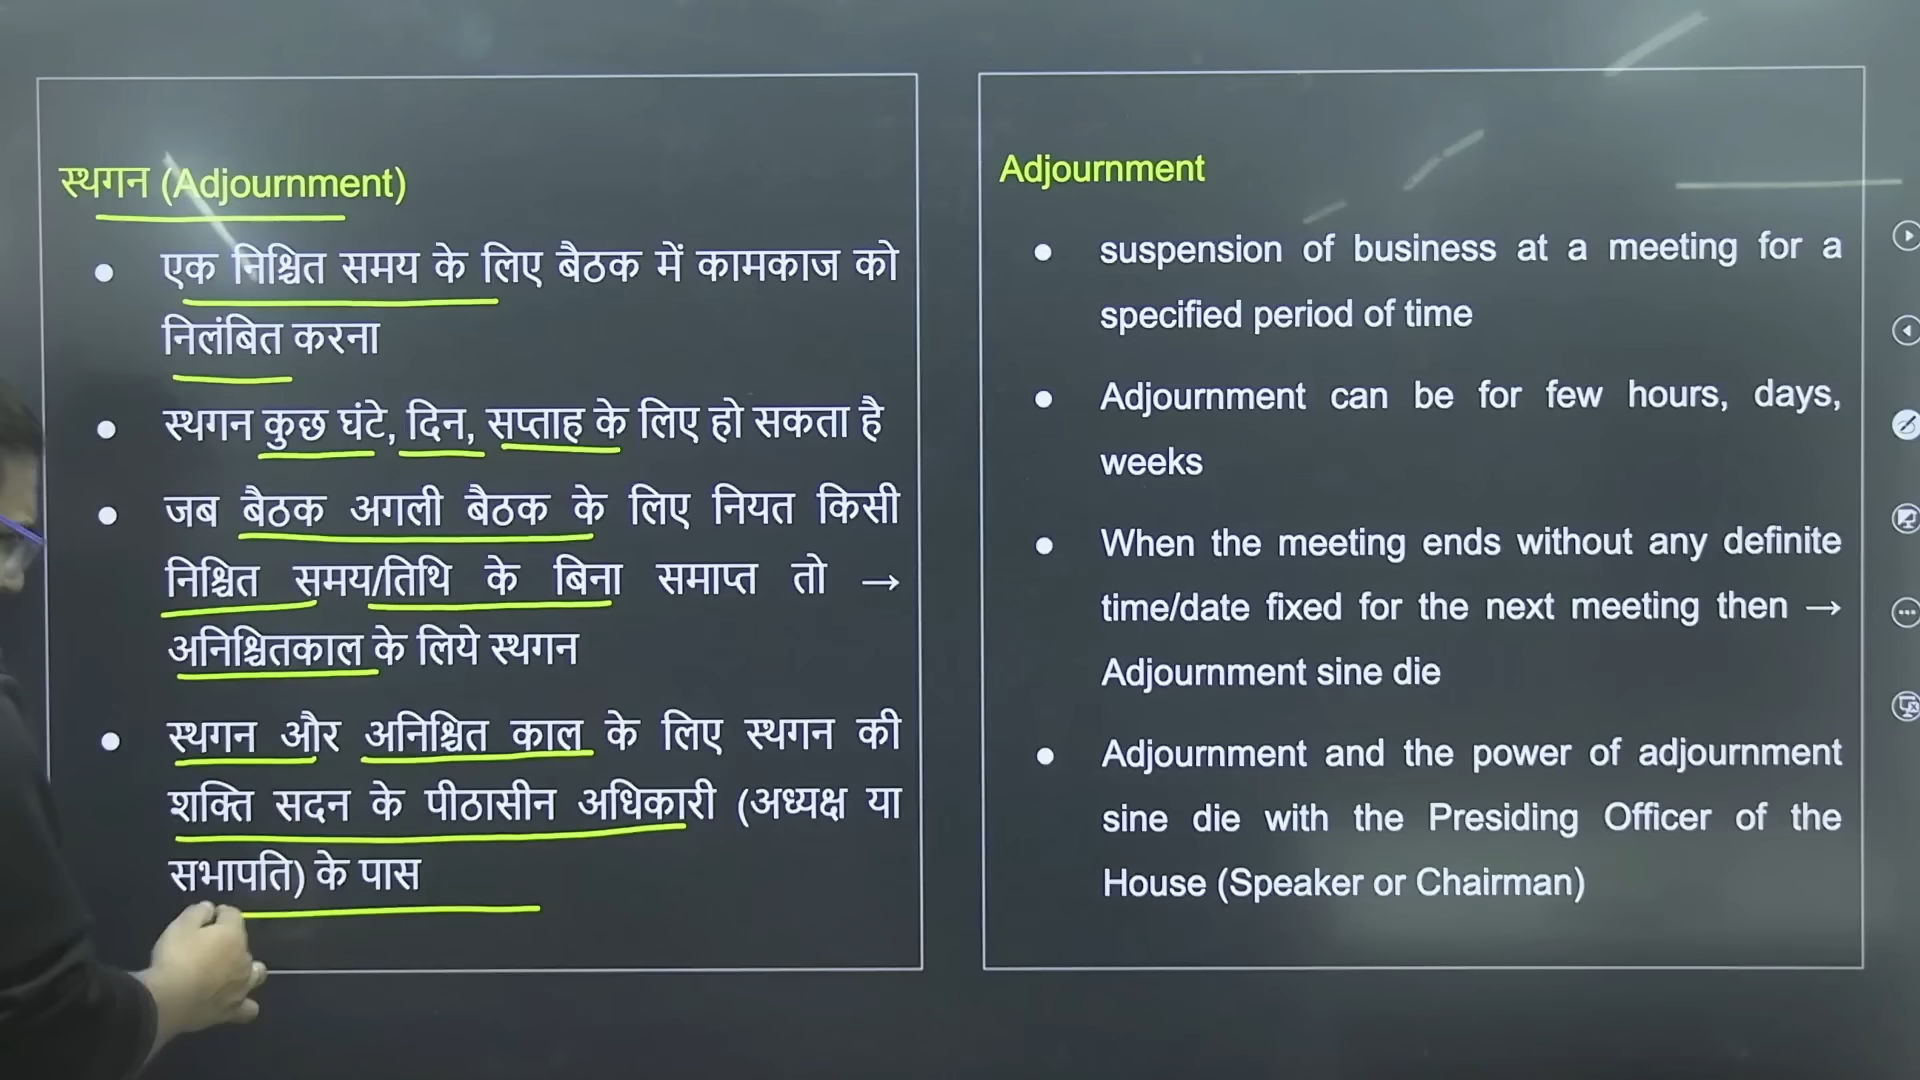 स्थगन (Adjournment)
एक निश्चित समय के लिए बैठक में कामकाज को
निलंबित करना
स्थगन कुछ घंटे, दिन, सप्ताह के लिए हो सकता है
जब बैठक अगली बैठक के लिए नियत किसी
निश्चित समय/तिथि के बिना समाप्त तो →
अनिश्चितकाल के लिये स्थगन
स्थगन और अनिश्चित काल के लिए स्थगन की
शक्ति सदन के पीठासीन अधिकारी (अध्यक्ष या
सभापति) के पास
Adjournment
suspension of business at a meeting for a
specified period of time
Adjournment can be for few hours, days,
weeks
When the meeting ends without any definite
time/date fixed for the next meeting then →
Adjournment sine die
Adjournment and the power of adjournment
sine die with the Presiding Officer of the
House (Speaker or Chairman)